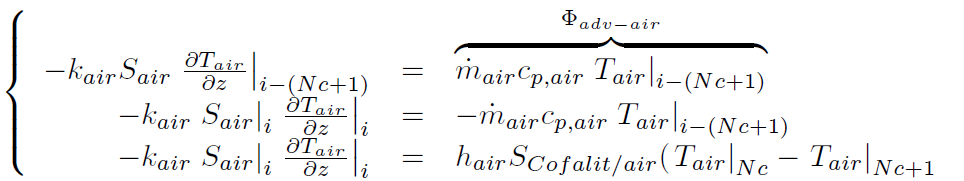 Φ_{adv−air}
−k_{air}S_{air} ∂T_{air}/∂z|_{i−(Nc+1)} = ṁ_{air}c_{p,air} T_{air}|_{i−(Nc+1)}
−k_{air} S_{air}|_i ∂T_{air}/∂z|_i = −ṁ_{air}c_{p,air} T_{air}|_{i−(Nc+1)}
−k_{air} S_{air}|_i ∂T_{air}/∂z|_i = h_{air}S_{Cofalit/air}(T_{air}|_{Nc} − T_{air}|_{Nc+1}